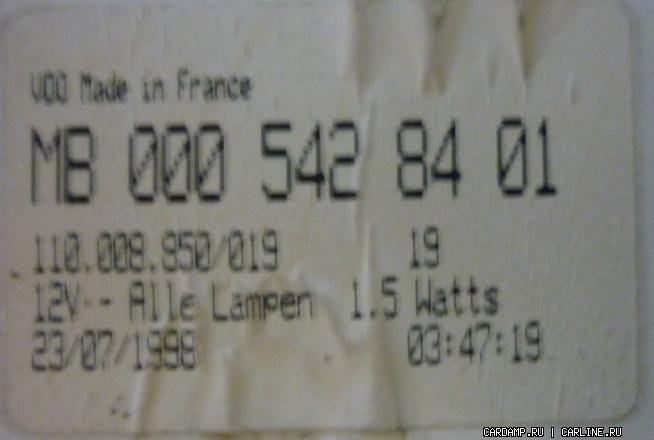 VDO Made in France
MB 000 542 84 01
110.008.950/019 19
12V - Alle Lampen 1.5 Watts
23/07/1998 03:47:19
CARDAMP.RU | CARLINE.RU